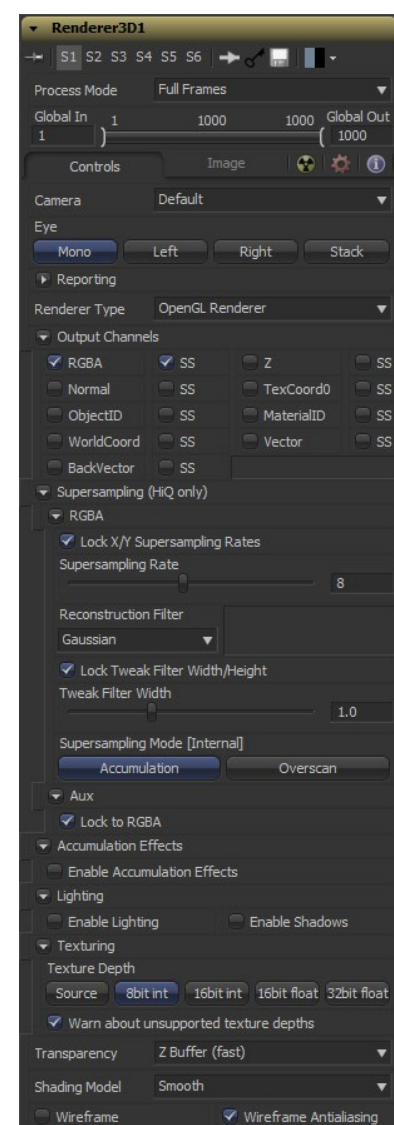 Renderer3D1
S1 S2 S3 S4 S5 S6
Process Mode Full Frames
Global In 1 1000 1000 Global Out
1 1000
Controls Image
Camera Default
Eye
Mono Left Right Stack
Reporting
Renderer Type OpenGL Renderer
Output Channels
RGBA SS Z SS
Normal SS TexCoord0 SS
ObjectID SS MaterialID SS
WorldCoord SS Vector SS
BackVector SS
Supersampling (HiQ only)
RGBA
Lock X/Y Supersampling Rates
Supersampling Rate
8
Reconstruction Filter
Gaussian
Lock Tweak Filter Width/Height
Tweak Filter Width
1.0
Supersampling Mode [Internal]
Accumulation Overscan
Aux
Lock to RGBA
Accumulation Effects
Enable Accumulation Effects
Lighting
Enable Lighting Enable Shadows
Texturing
Texture Depth
Source 8bit int 16bit int 16bit float 32bit float
Warn about unsupported texture depths
Transparency Z Buffer (fast)
Shading Model Smooth
Wireframe Wireframe Antialiasing